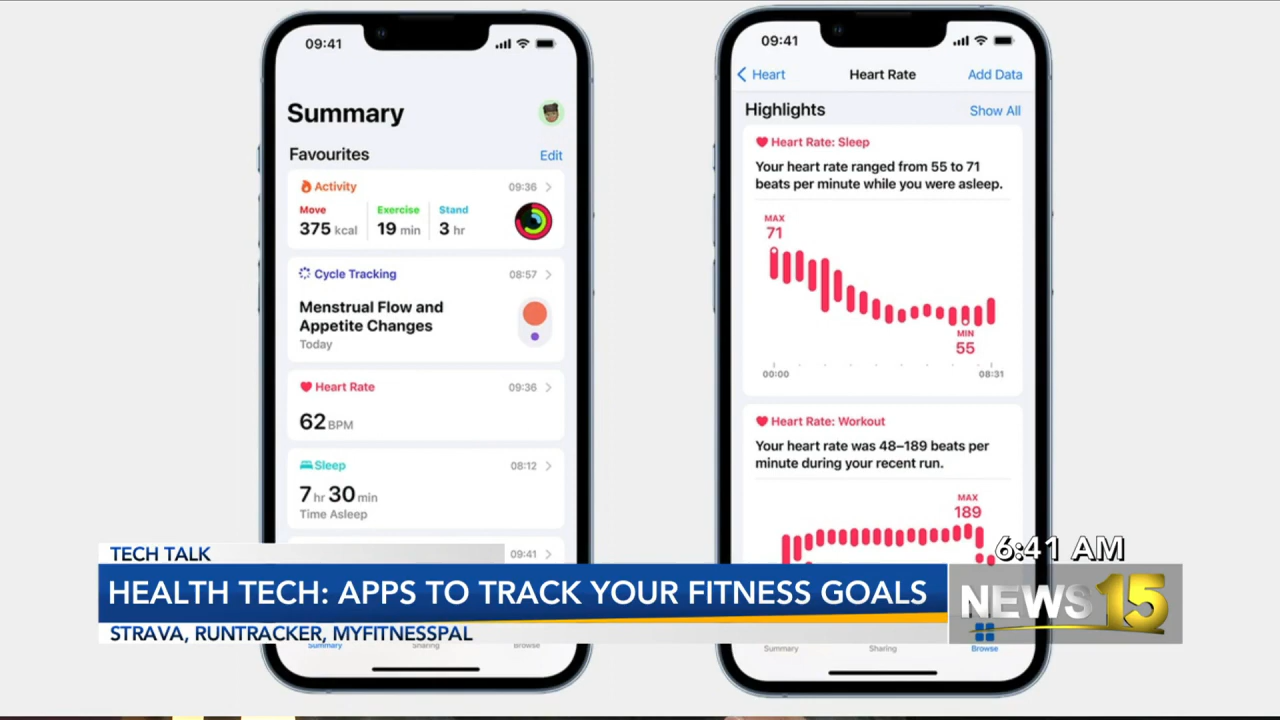 09:41
Summary
Favourites
Edit
Activity
09:36
Move
Exercise
Stand
375 kcal
19 min
3 hr
Cycle Tracking
08:57
Menstrual Flow and
Appetite Changes
Today
Heart Rate
09:36
62 BPM
Sleep
08:12
7 hr 30 min
Time Asleep
09:41
Summary
Sharing
Browse
09:41
Heart
Heart Rate
Add Data
Highlights
Show All
Heart Rate: Sleep
Your heart rate ranged from 55 to 71
beats per minute while you were asleep.
MAX
71
MIN
55
00:00
08:31
Heart Rate: Workout
Your heart rate was 48–189 beats per
minute during your recent run.
MAX
189
Summary
Sharing
Browse
TECH TALK
HEALTH TECH: APPS TO TRACK YOUR FITNESS GOALS
STRAVA, RUNTRACKER, MYFITNESSPAL
6:41 AM
NEWS 15